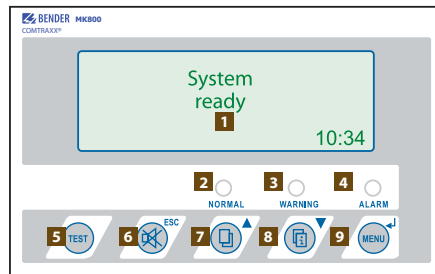 BENDER MK800
COMTRAXX®
System
ready
1
10:34
2 3 4
NORMAL WARNING ALARM
5 TEST 6 ESC 7 8 i 9 MENU